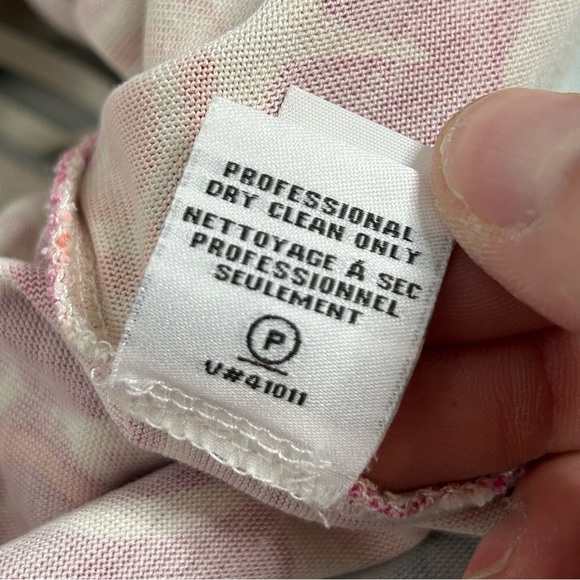 PROFESSIONAL
DRY CLEAN ONLY
NETTOYAGE Á SEC
PROFESSIONNEL
SEULEMENT
P
V#41011